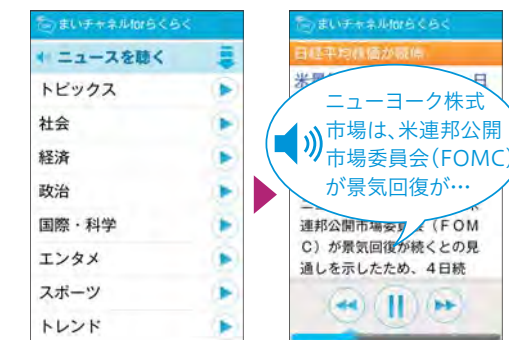 まいチャネルforらくらく
ニュースを聴く
トピックス
社会
経済
政治
国際・科学
エンタメ
スポーツ
トレンド
まいチャネルforらくらく
日経平均株価が
米
日
ニューヨーク株式
市場は、米連邦公開
市場委員会(FOMC)
が景気回復が…
連邦公開市場委員会（ＦＯＭ
Ｃ）が景気回復が続くとの見
通しを示したため、４日続